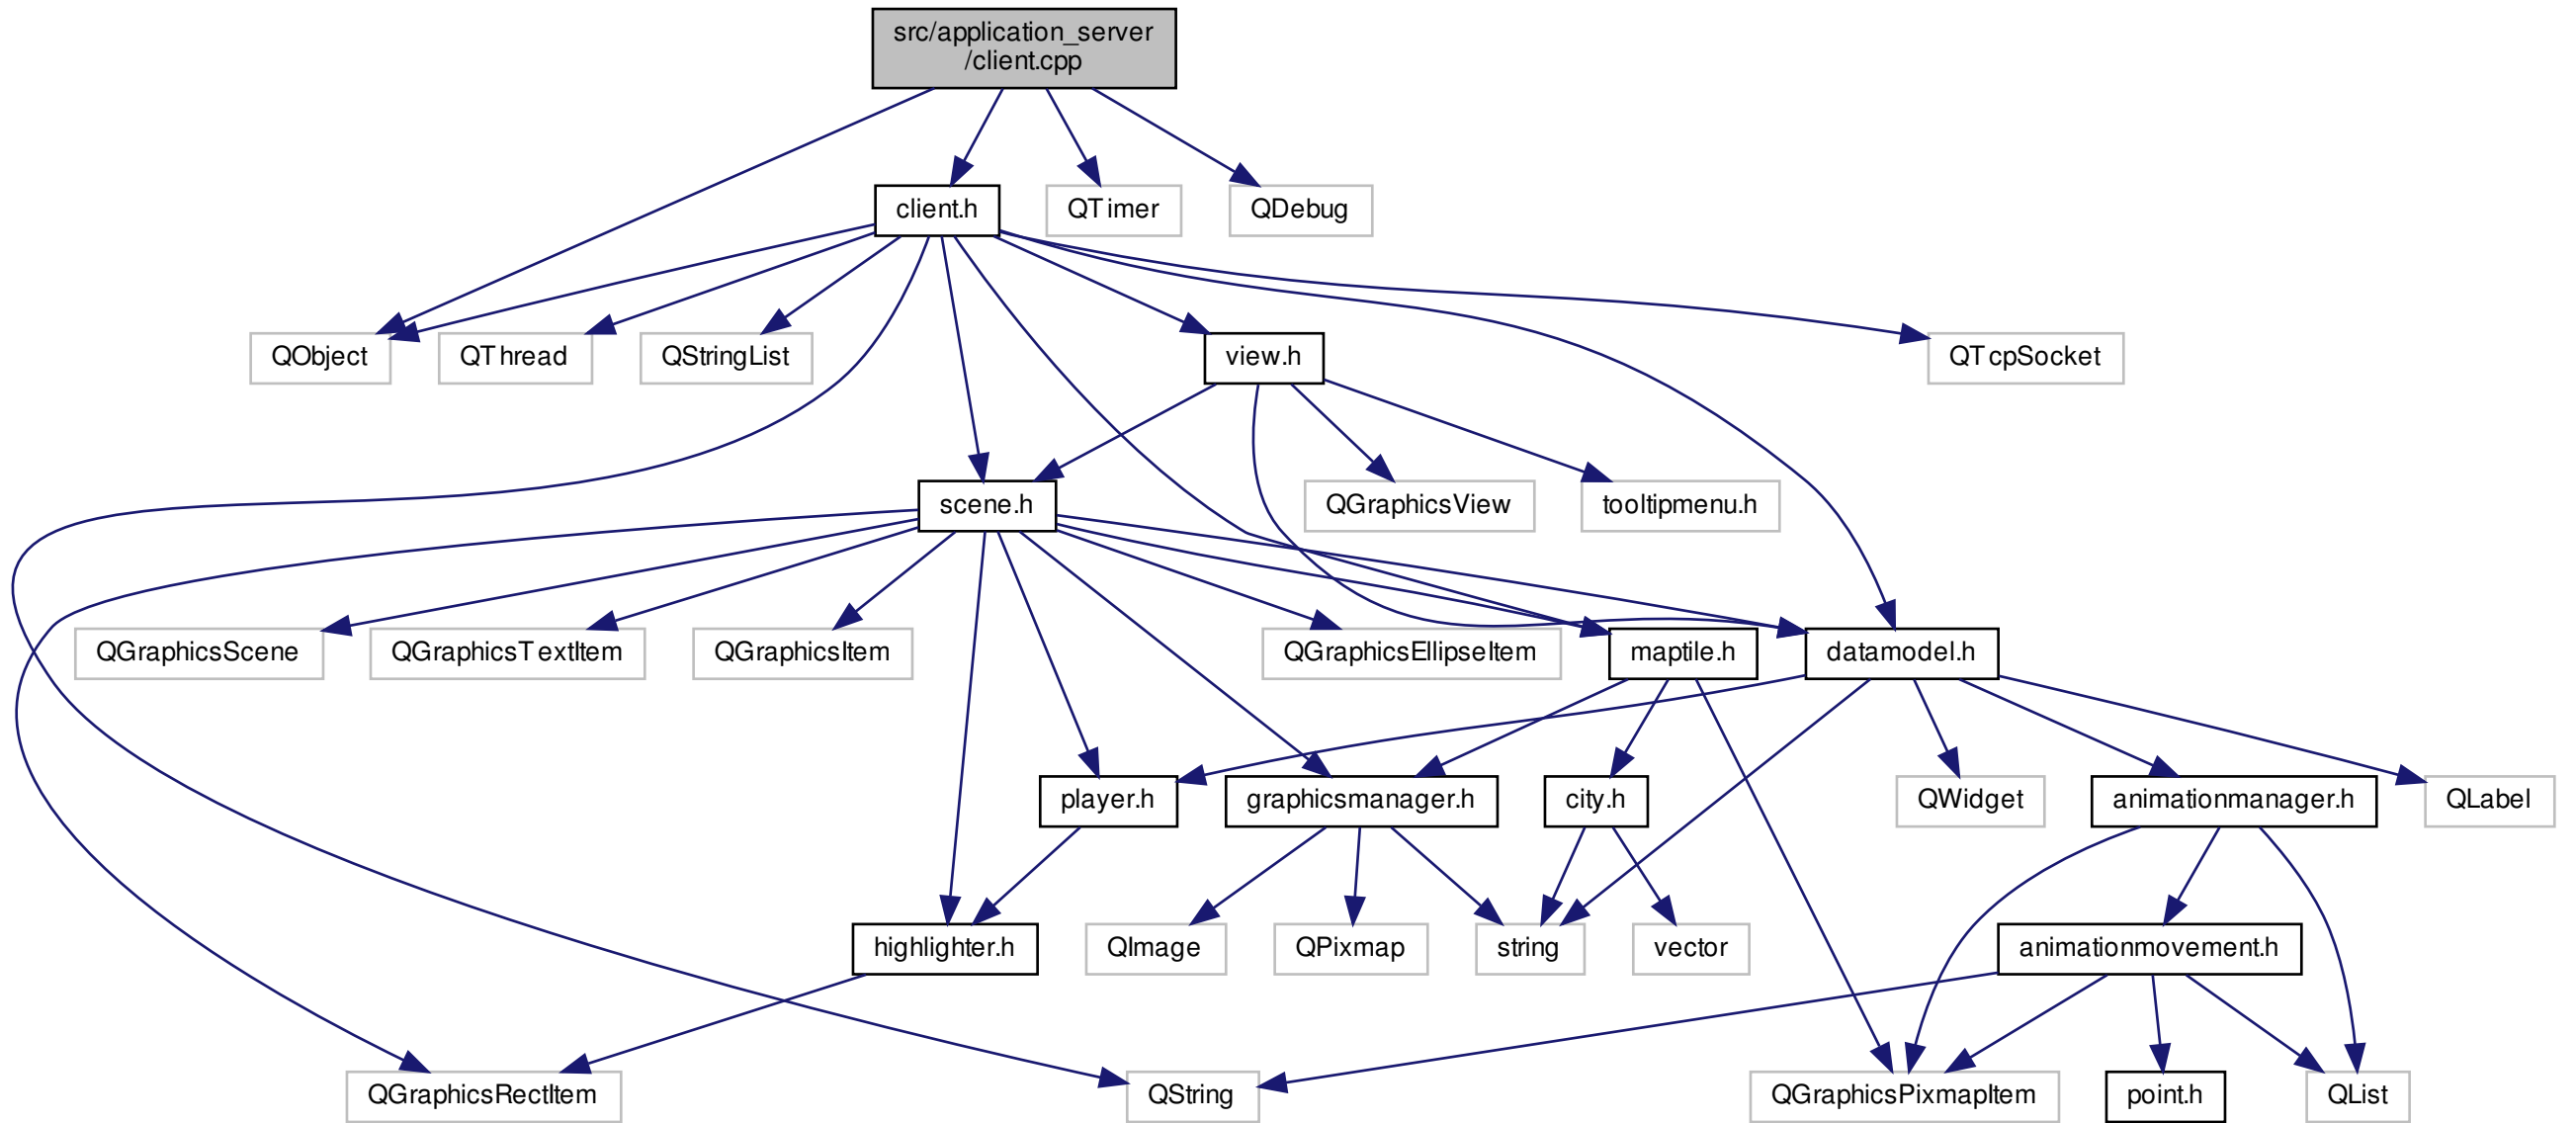 src/application_server
/client.cpp
client.h
QTimer
QDebug
QObject
QThread
QStringList
view.h
QTcpSocket
scene.h
QGraphicsView
tooltipmenu.h
QGraphicsScene
QGraphicsTextItem
QGraphicsItem
QGraphicsEllipseItem
maptile.h
datamodel.h
player.h
graphicsmanager.h
city.h
QWidget
animationmanager.h
QLabel
highlighter.h
QImage
QPixmap
string
vector
animationmovement.h
QGraphicsRectItem
QString
QGraphicsPixmapItem
point.h
QList